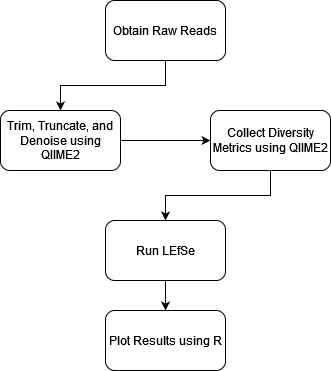 Obtain Raw Reads
Trim, Truncate, and
Denoise using
QIIME2
Collect Diversity
Metrics using QIIME2
Run LEfSe
Plot Results using R